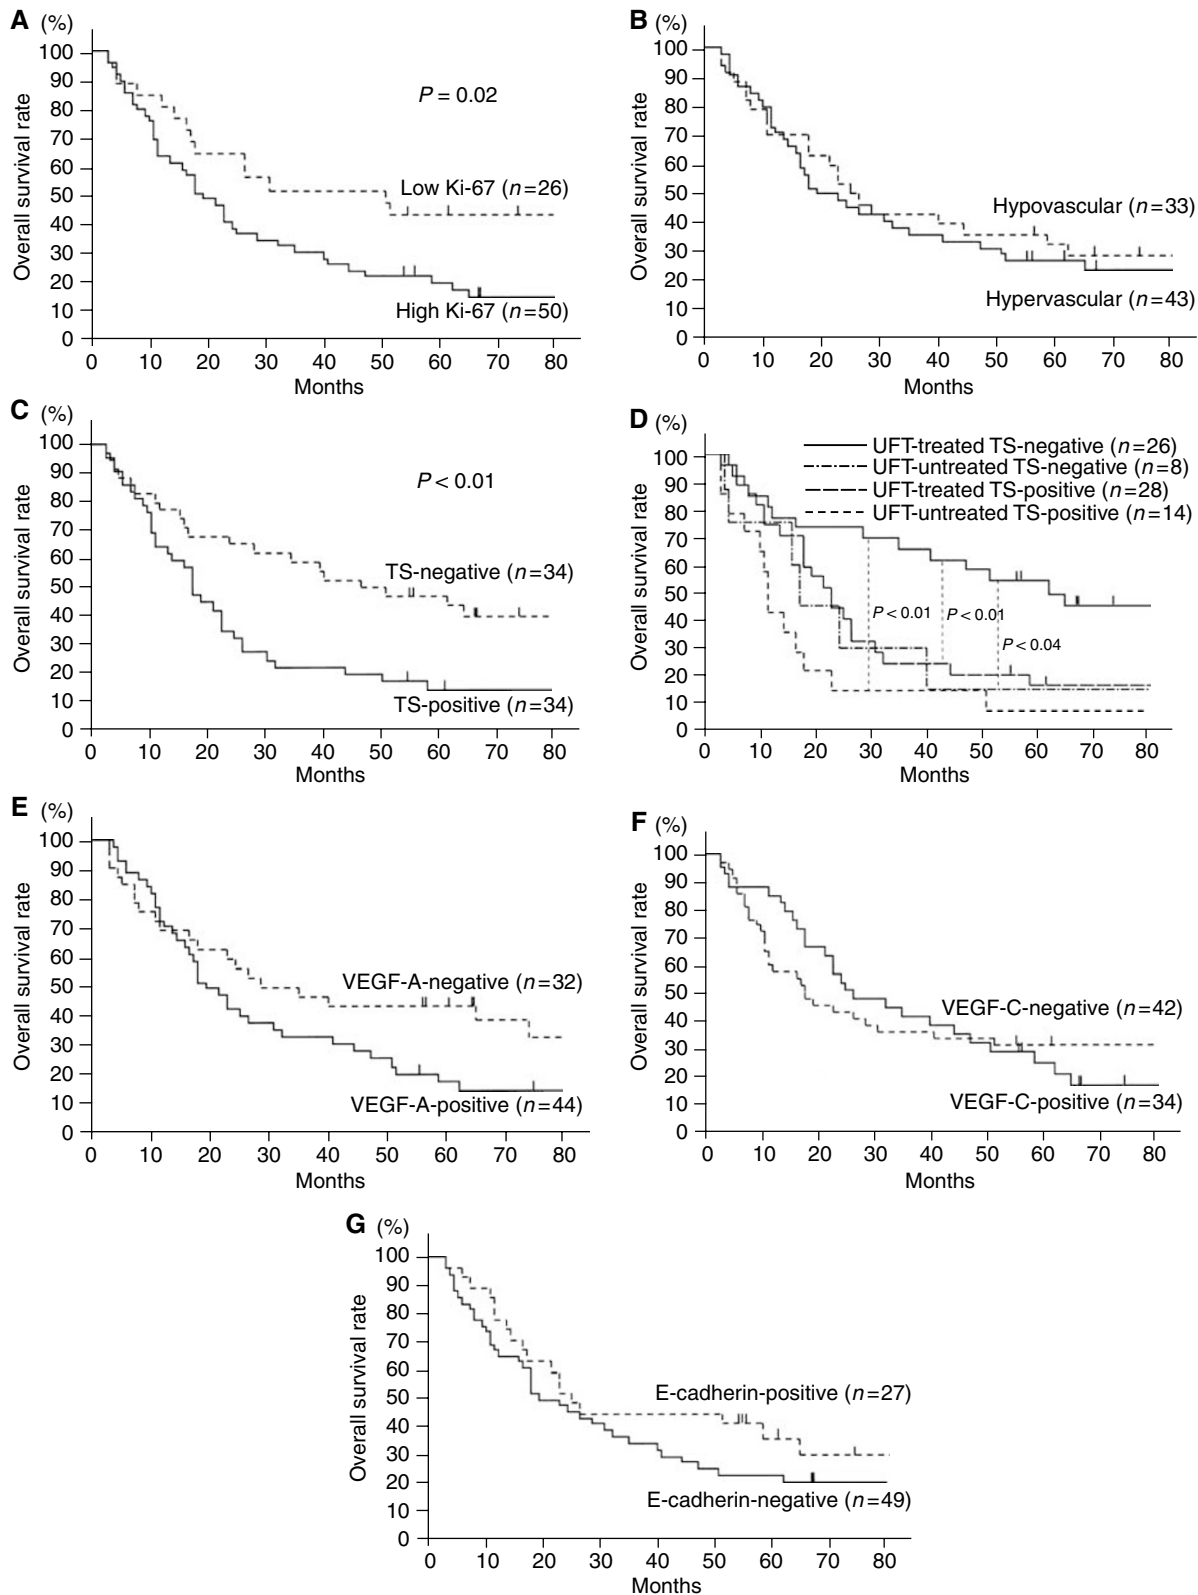 A (%)
100
90
80
70
60
50
40
30
20
10
0
Overall survival rate
P = 0.02
Low Ki-67 (n=26)
High Ki-67 (n=50)
0 10 20 30 40 50 60 70 80
Months
B (%)
100
90
80
70
60
50
40
30
20
10
0
Overall survival rate
Hypovascular (n=33)
Hypervascular (n=43)
0 10 20 30 40 50 60 70 80
Months
C (%)
100
90
80
70
60
50
40
30
20
10
0
Overall survival rate
P < 0.01
TS-negative (n=34)
TS-positive (n=34)
0 10 20 30 40 50 60 70 80
Months
D (%)
100
90
80
70
60
50
40
30
20
10
0
Overall survival rate
UFT-treated TS-negative (n=26)
UFT-untreated TS-negative (n=8)
UFT-treated TS-positive (n=28)
UFT-untreated TS-positive (n=14)
P < 0.01
P < 0.01
P < 0.04
0 10 20 30 40 50 60 70 80
Months
E (%)
100
90
80
70
60
50
40
30
20
10
0
Overall survival rate
VEGF-A-negative (n=32)
VEGF-A-positive (n=44)
0 10 20 30 40 50 60 70 80
Months
F (%)
100
90
80
70
60
50
40
30
20
10
0
Overall survival rate
VEGF-C-negative (n=42)
VEGF-C-positive (n=34)
0 10 20 30 40 50 60 70 80
Months
G (%)
100
90
80
70
60
50
40
30
20
10
0
Overall survival rate
E-cadherin-positive (n=27)
E-cadherin-negative (n=49)
0 10 20 30 40 50 60 70 80
Months